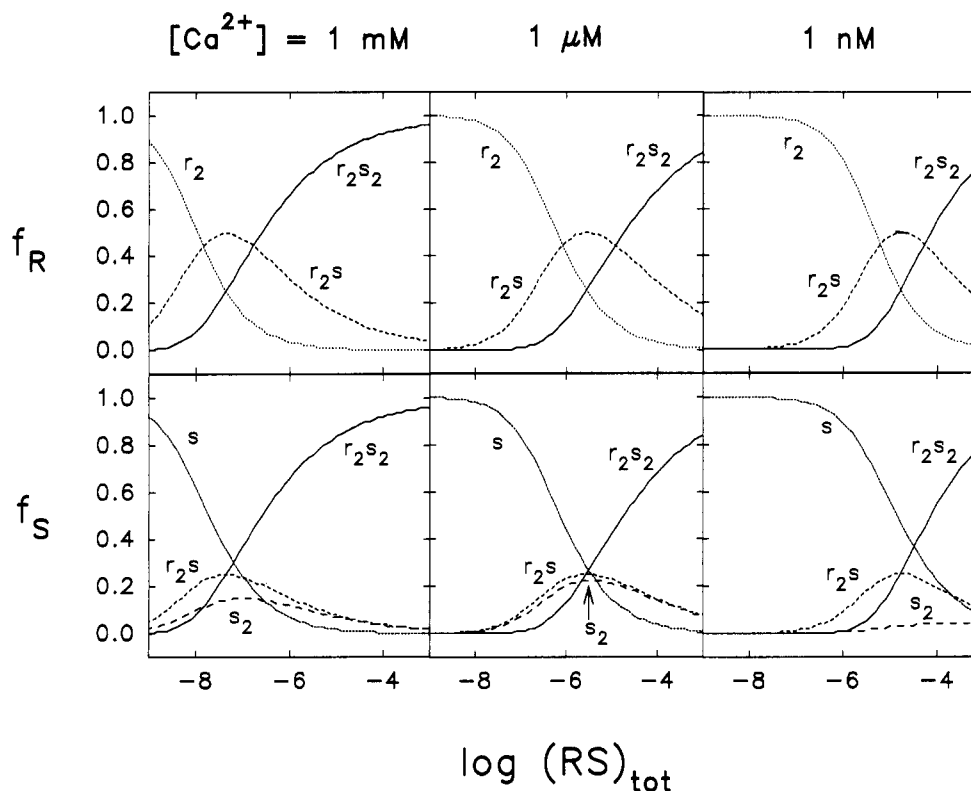 [Ca²⁺] = 1 mM 1 μM 1 nM
1.0
0.8
0.6
0.4
0.2
0.0
f_R
r₂ r₂s r₂s₂
r₂ r₂s r₂s₂
r₂ r₂s r₂s₂
1.0
0.8
0.6
0.4
0.2
0.0
f_S
s r₂s₂ r₂s s₂
s r₂s₂ r₂s s₂
s r₂s₂ r₂s s₂
−8 −6 −4 −8 −6 −4 −8 −6 −4
log (RS)_tot